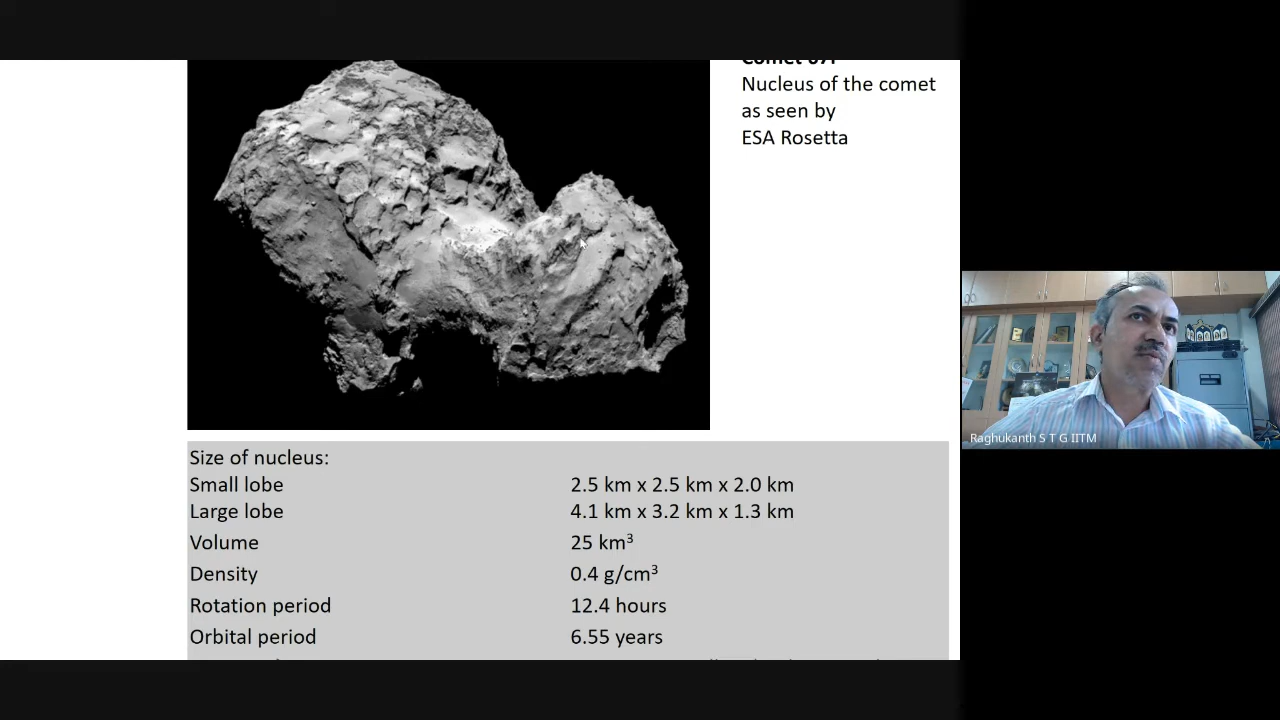 Nucleus of the comet
as seen by
ESA Rosetta
Raghukanth S T G IITM
Size of nucleus:
Small lobe 2.5 km x 2.5 km x 2.0 km
Large lobe 4.1 km x 3.2 km x 1.3 km
Volume 25 km³
Density 0.4 g/cm³
Rotation period 12.4 hours
Orbital period 6.55 years